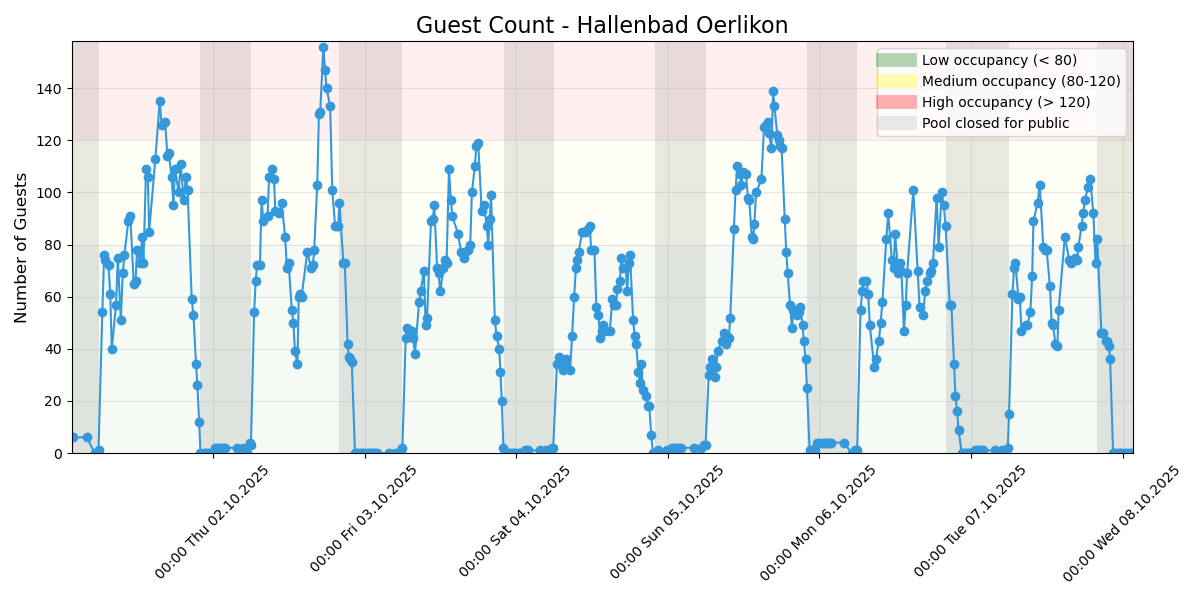 Guest Count - Hallenbad Oerlikon
Low occupancy (< 80)
Medium occupancy (80-120)
High occupancy (> 120)
Pool closed for public
Number of Guests
140
120
100
80
60
40
20
0
00:00 Thu 02.10.2025
00:00 Fri 03.10.2025
00:00 Sat 04.10.2025
00:00 Sun 05.10.2025
00:00 Mon 06.10.2025
00:00 Tue 07.10.2025
00:00 Wed 08.10.2025